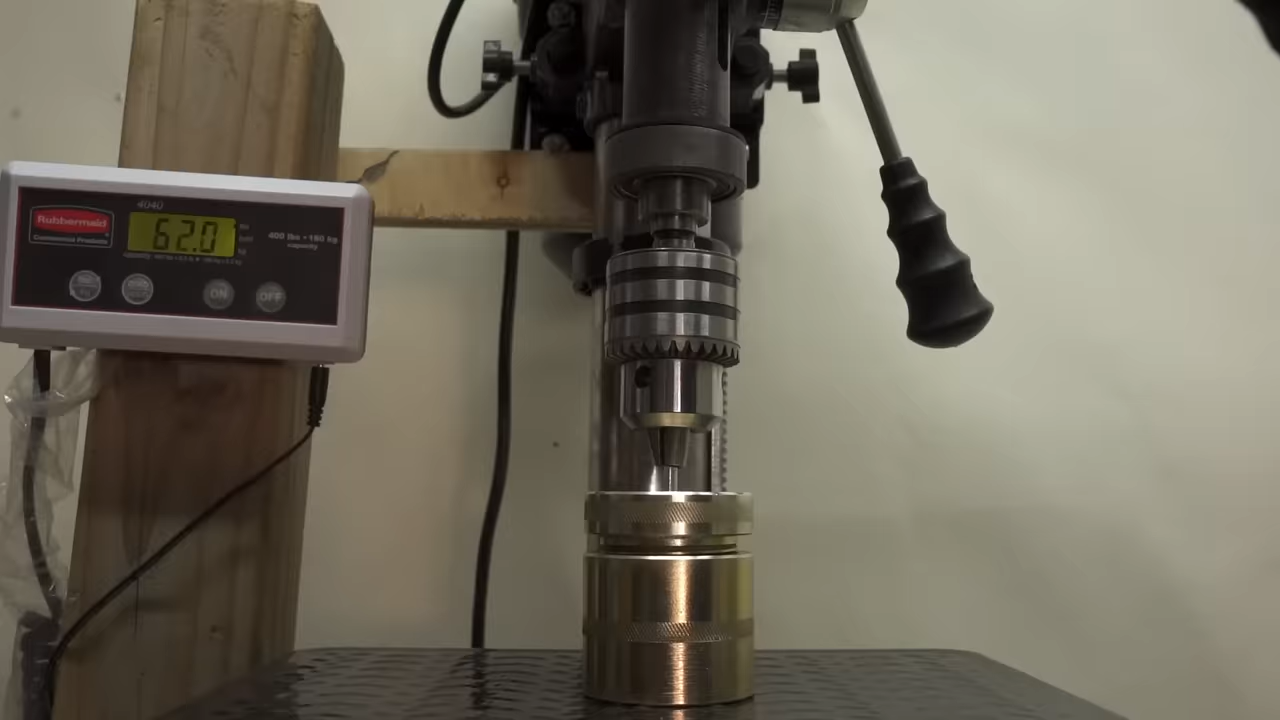 4040
Rubbermaid
Commercial Products
62.0
400 lbs - 180 kg
capacity
ON
OFF